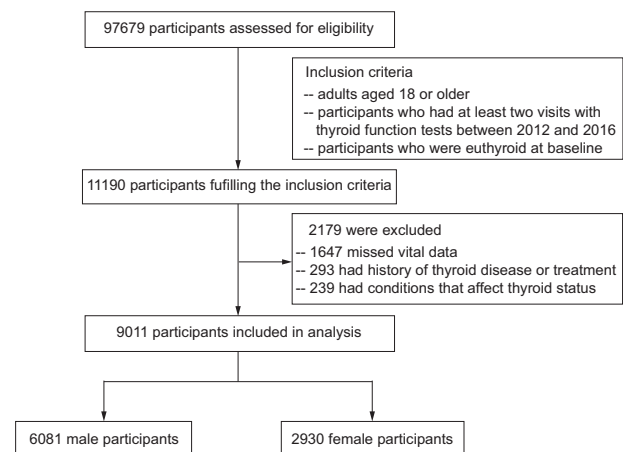 97679 participants assessed for eligibility
Inclusion criteria
-- adults aged 18 or older
-- participants who had at least two visits with
thyroid function tests between 2012 and 2016
-- participants who were euthyroid at baseline
11190 participants fufilling the inclusion criteria
2179 were excluded
-- 1647 missed vital data
-- 293 had history of thyroid disease or treatment
-- 239 had conditions that affect thyroid status
9011 participants included in analysis
6081 male participants
2930 female participants